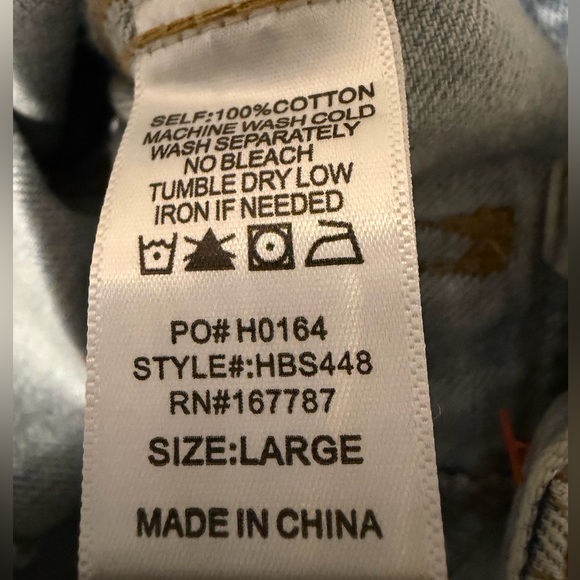 SELF:100%COTTON
MACHINE WASH COLD
WASH SEPARATELY
NO BLEACH
TUMBLE DRY LOW
IRON IF NEEDED
PO# H0164
STYLE#:HBS448
RN#167787
SIZE:LARGE
MADE IN CHINA